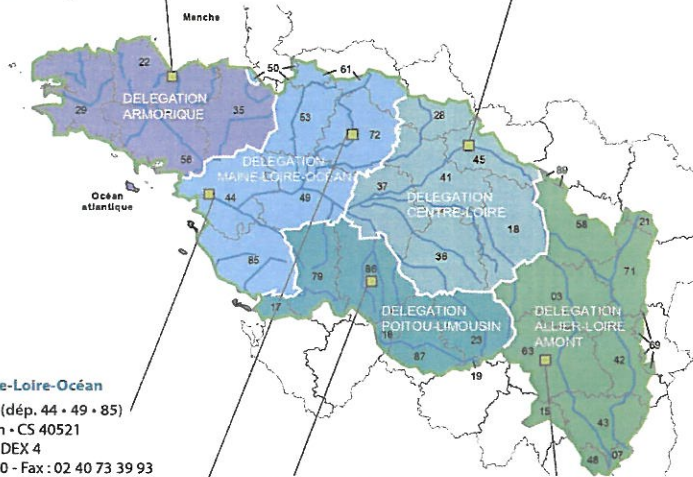 Manche
50
61
22
DELEGATION
ARMORIQUE
29
35
56
53
72
28
45
DELEGATION
MAINE-LOIRE-OCÉAN
Océan
atlantique
44
49
37
41
89
DELEGATION
CENTRE-LOIRE
18
58
21
85
79
86
36
71
03
17
DELEGATION
POITOU-LIMOUSIN
DELEGATION
ALLIER-LOIRE
AMONT
16
87
23
19
63
42
69
15
43
48
07
e-Loire-Océan
(dép. 44 • 49 • 85)
n • CS 40521
DEX 4
0 - Fax : 02 40 73 39 93